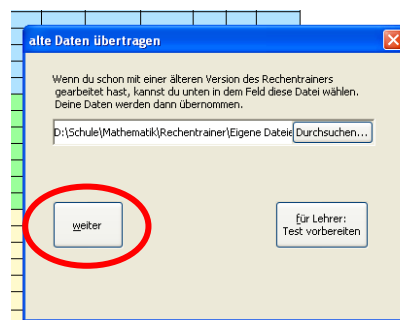 alte Daten übertragen
Wenn du schon mit einer älteren Version des Rechentrainers
gearbeitet hast, kannst du unten in dem Feld diese Datei wählen.
Deine Daten werden dann übernommen.
D:\Schule\Mathematik\Rechentrainer\Eigene Dateie Durchsuchen...
weiter
für Lehrer:
Test vorbereiten